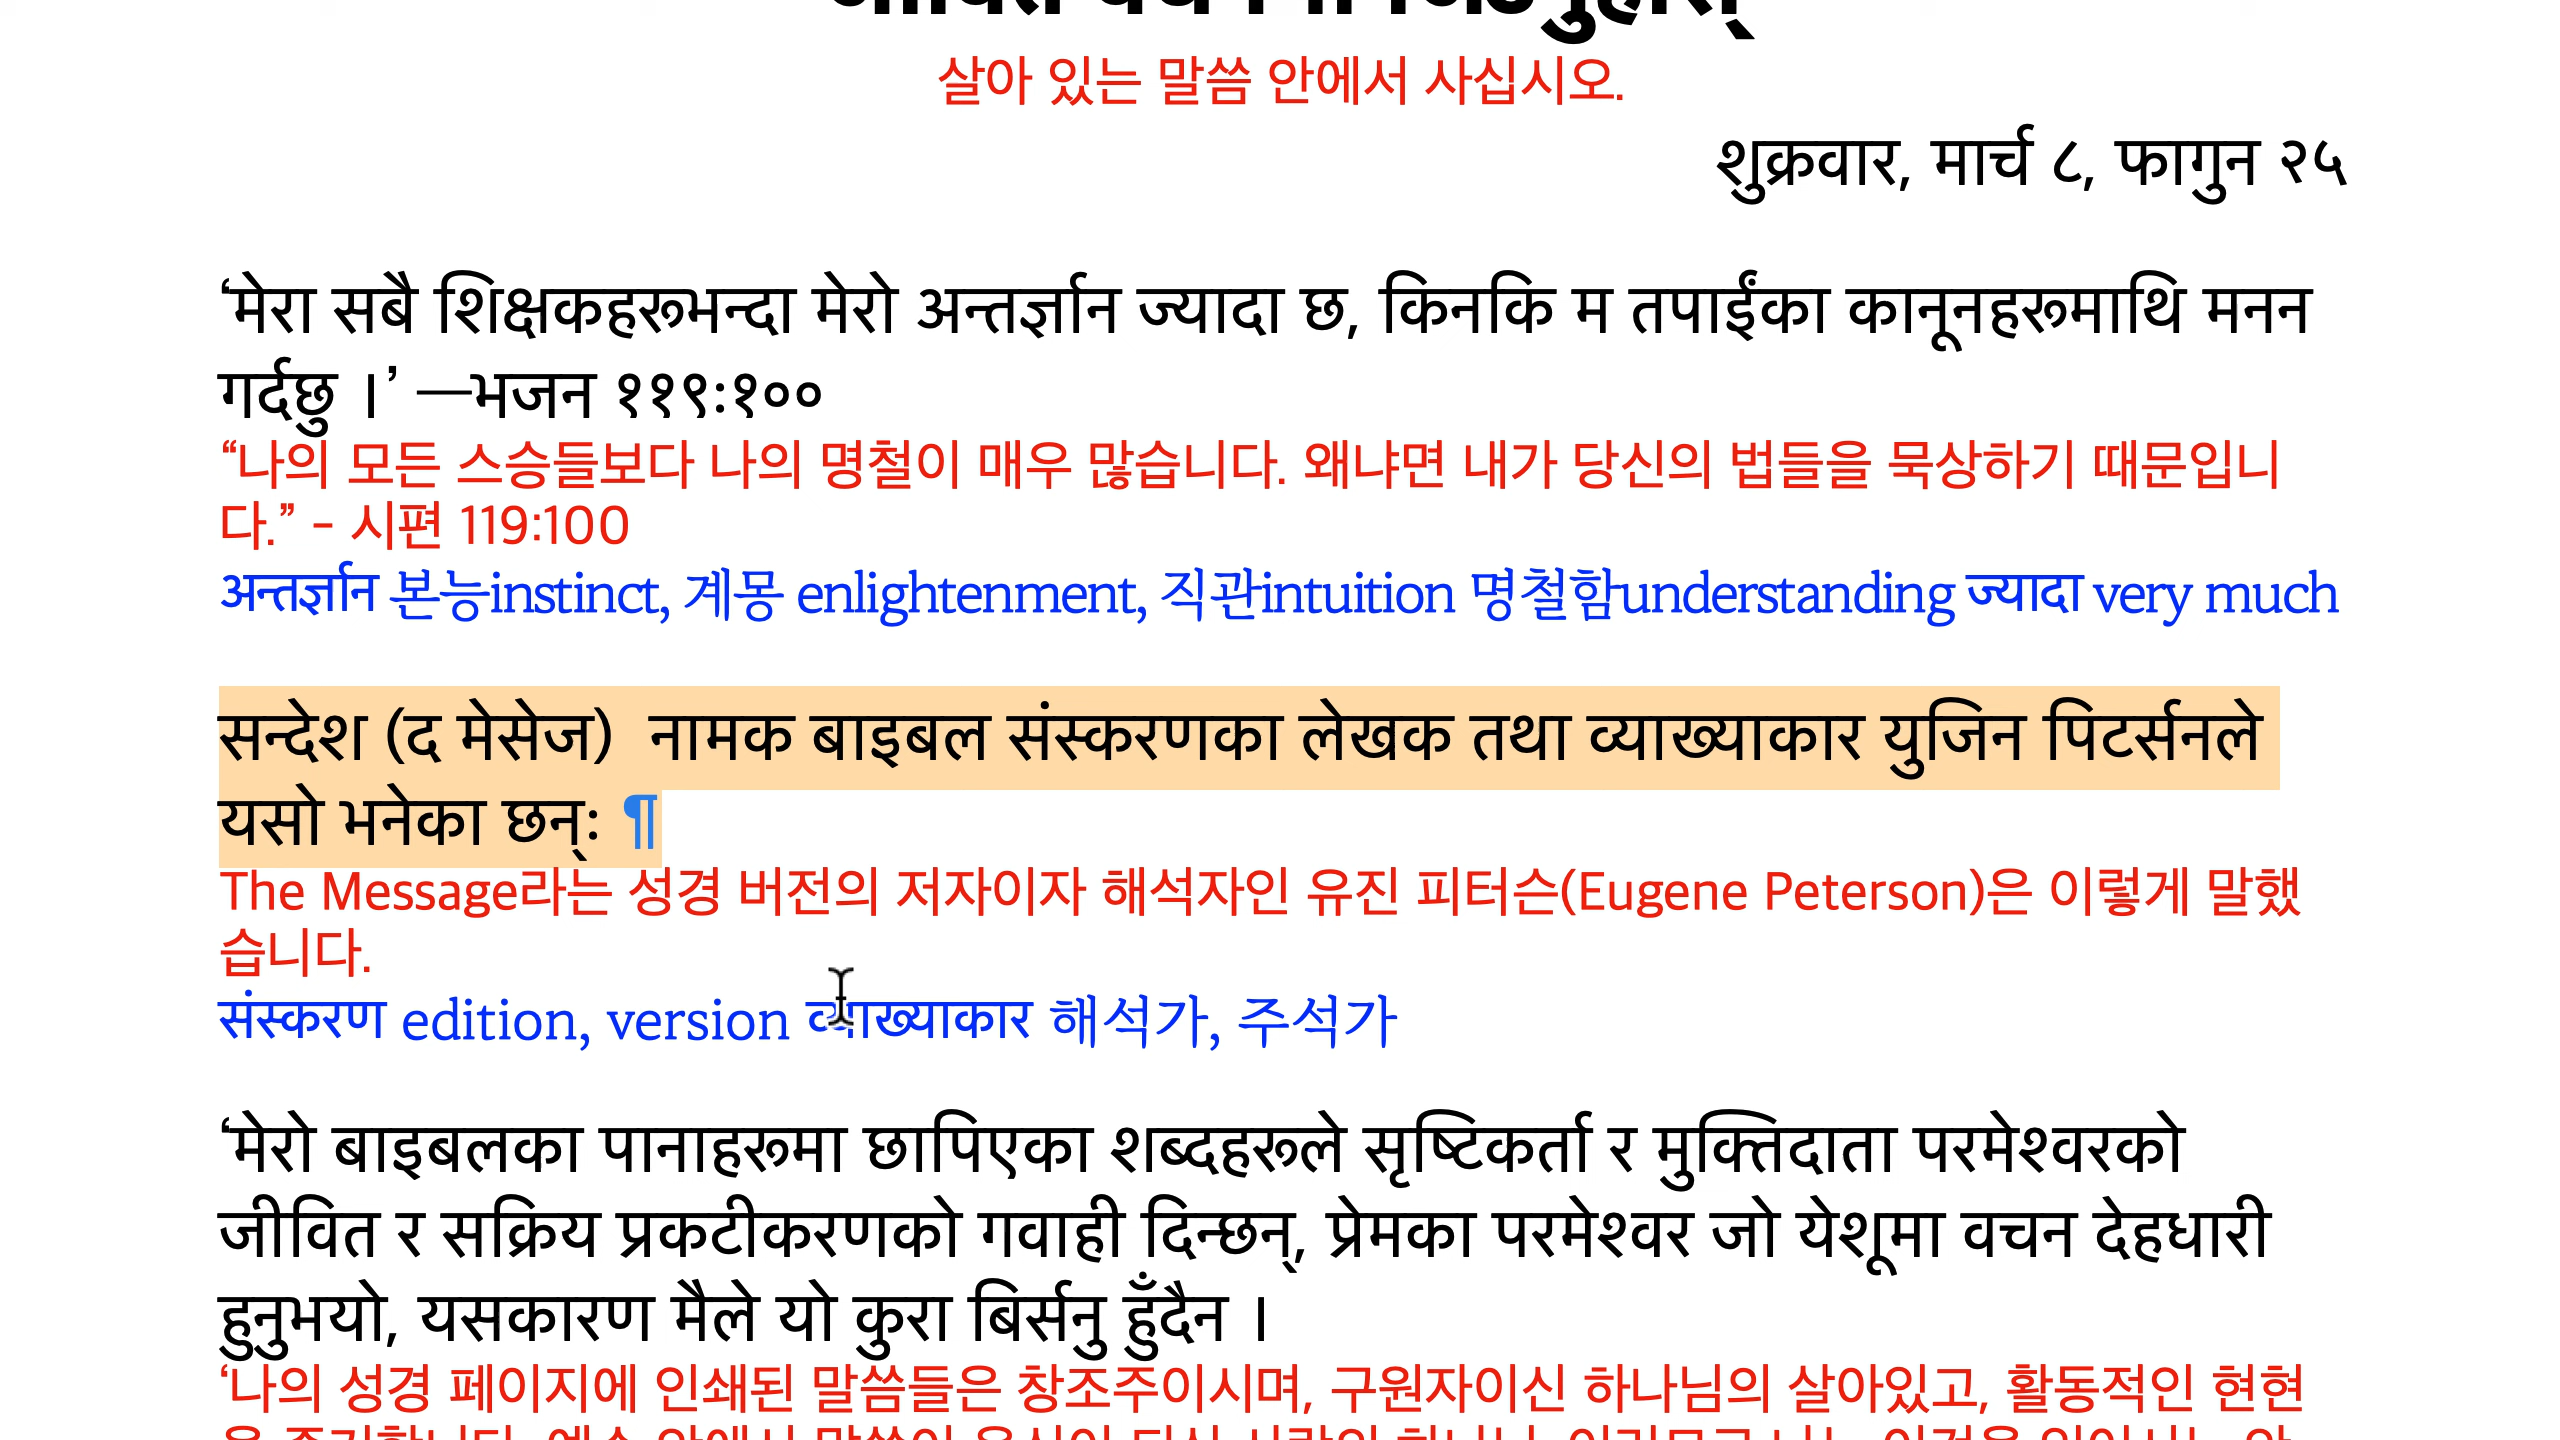 살아 있는 말씀 안에서 사십시오.
शुक्रवार, मार्च ८, फागुन २५
‘मेरा सबै शिक्षकहरूभन्दा मेरो अन्तर्ज्ञान ज्यादा छ, किनकि म तपाईंका कानूनहरूमाथि मनन
गर्दछु ।’ —भजन ११९:१००
“나의 모든 스승들보다 나의 명철이 매우 많습니다. 왜냐면 내가 당신의 법들을 묵상하기 때문입니
다.” - 시편 119:100
अन्तर्ज्ञान 본능instinct, 계몽 enlightenment, 직관intuition 명철함understanding ज्यादा very much
सन्देश (द मेसेज) नामक बाइबल संस्करणका लेखक तथा व्याख्याकार युजिन पिटर्सनले
यसो भनेका छन्: ¶
The Message라는 성경 버전의 저자이자 해석자인 유진 피터슨(Eugene Peterson)은 이렇게 말했
습니다.
संस्करण edition, version व्याख्याकार 해석가, 주석가
‘मेरो बाइबलका पानाहरूमा छापिएका शब्दहरूले सृष्टिकर्ता र मुक्तिदाता परमेश्वरको
जीवित र सक्रिय प्रकटीकरणको गवाही दिन्छन्, प्रेमका परमेश्वर जो येशूमा वचन देहधारी
हुनुभयो, यसकारण मैले यो कुरा बिर्सनु हुँदैन ।
‘나의 성경 페이지에 인쇄된 말씀들은 창조주이시며, 구원자이신 하나님의 살아있고, 활동적인 현현